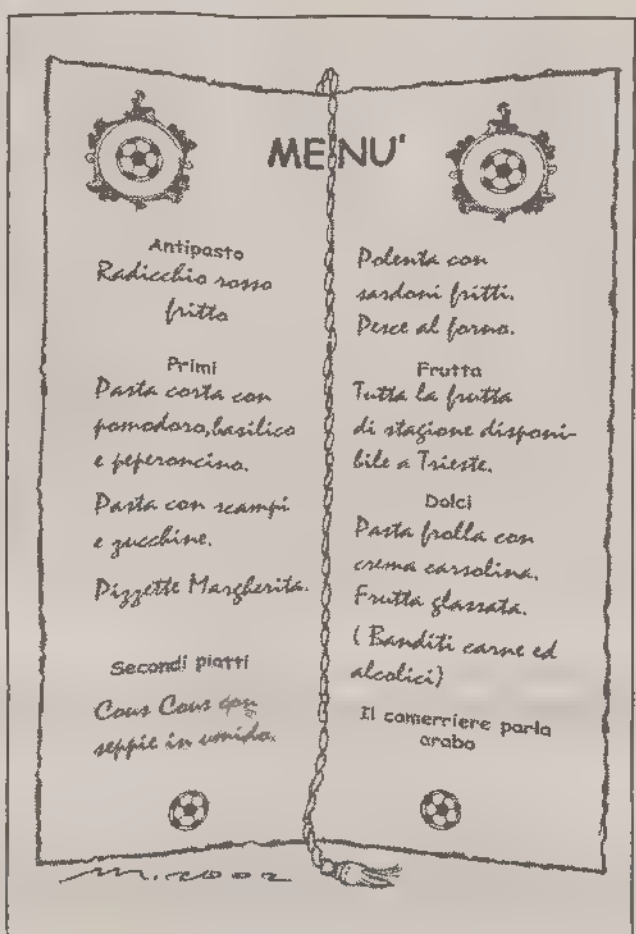 MENU'
Antipasto
Radicchio rosso
fritto
Primi
Pasta corta con
pomodoro, basilico
e peperoncino.
Pasta con scampi
e zucchine.
Pizzette Margherita.
Secondi piatti
Cous Cous con
seppie in umido.
Polenta con
sardoni fritti.
Pesce al forno.
Frutta
Tutta la frutta
di stagione disponi-
bile a Trieste.
Dolci
Pasta frolla con
crema carsolina.
Frutta glassata.
( Banditi carne ed
alcolici)
Il camerriere parla
arabo